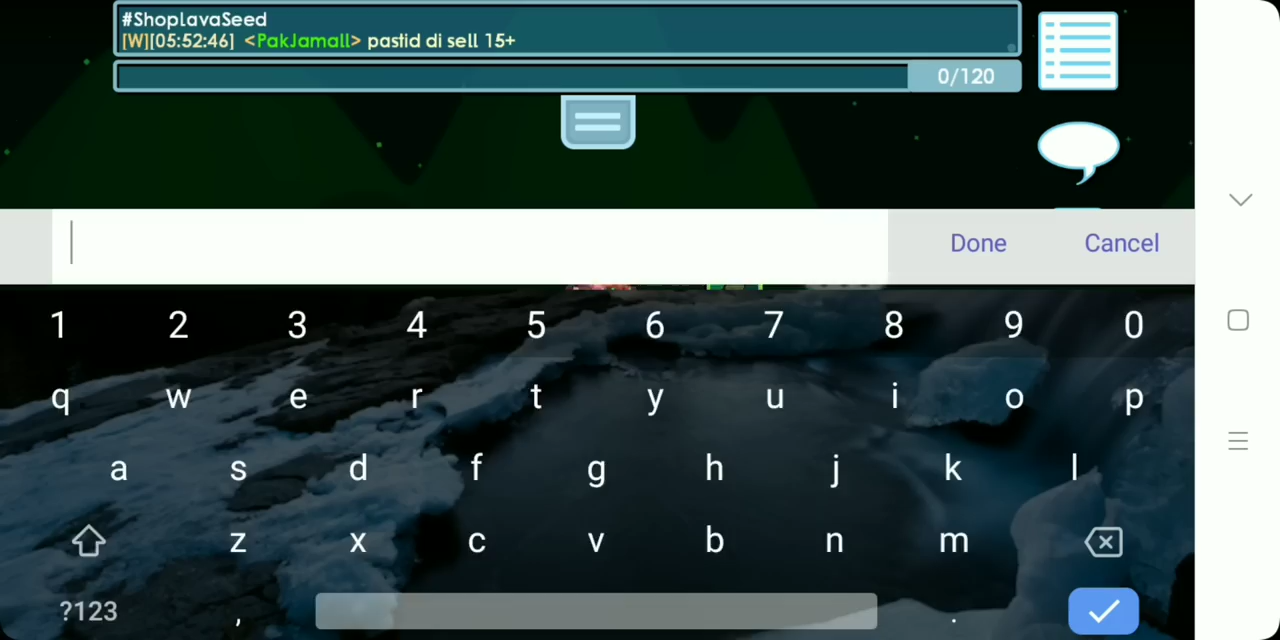 #ShopLavaSeed
[W][05:52:46] <PakJamall> pastid di sell 15+
0/120
Done Cancel
1 2 3 4 5 6 7 8 9 0
q w e r t y u i o p
a s d f g h j k l
z x c v b n m
?123 , .